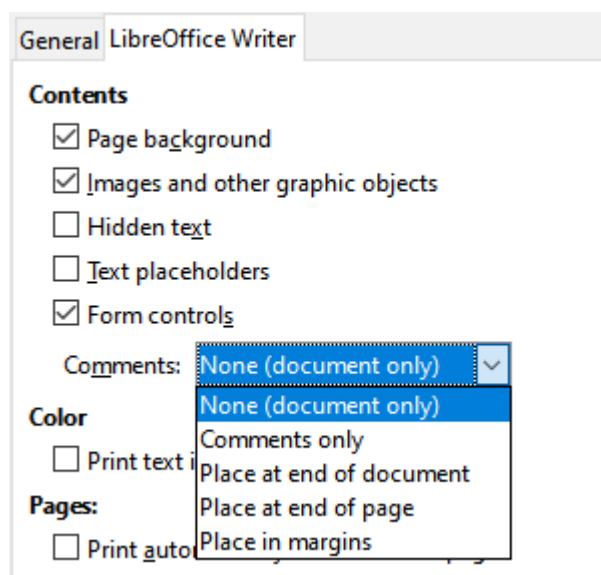 General LibreOffice Writer
Contents
Page background
Images and other graphic objects
Hidden text
Text placeholders
Form controls
Comments: None (document only)
None (document only)
Color
Comments only
Print text i
Place at end of document
Pages:
Place at end of page
Print auto
Place in margins